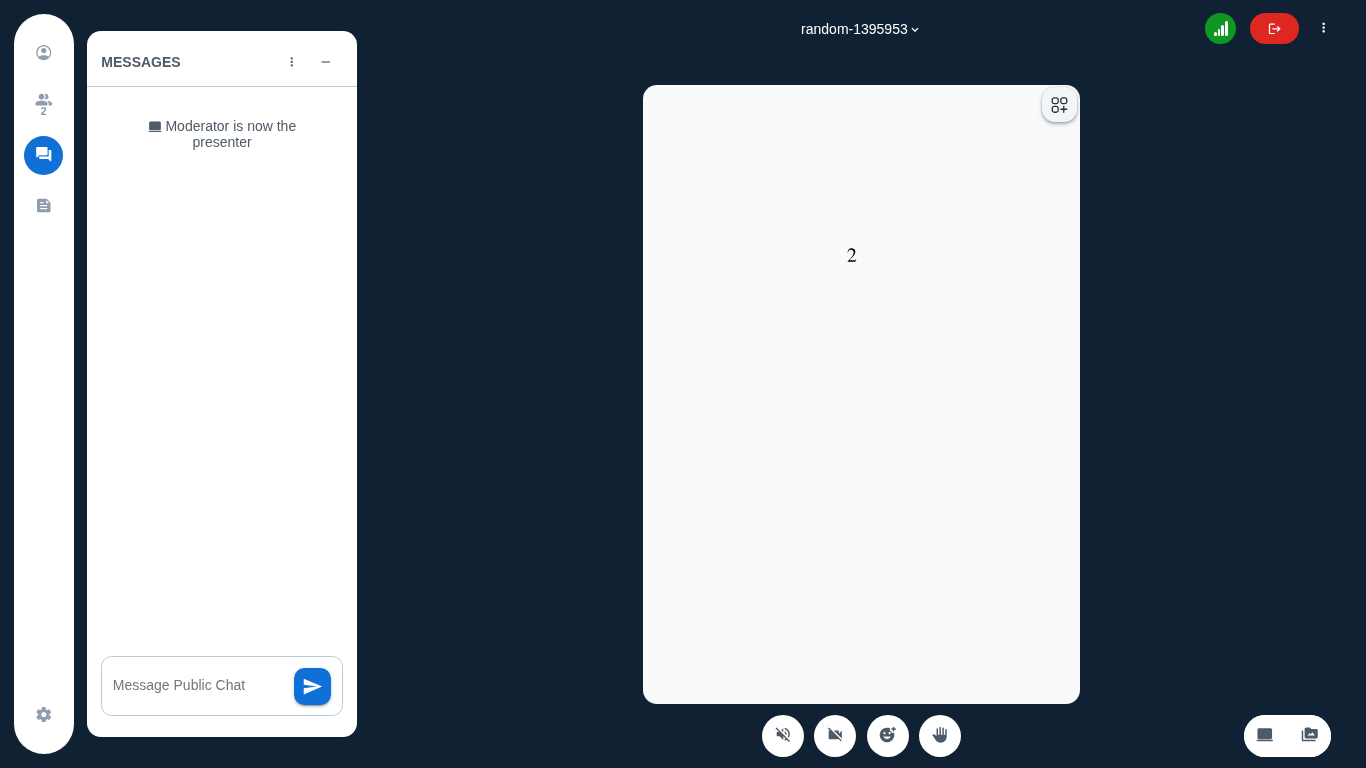 random-1395953
MESSAGES
2
Moderator is now the
presenter
2
Message Public Chat